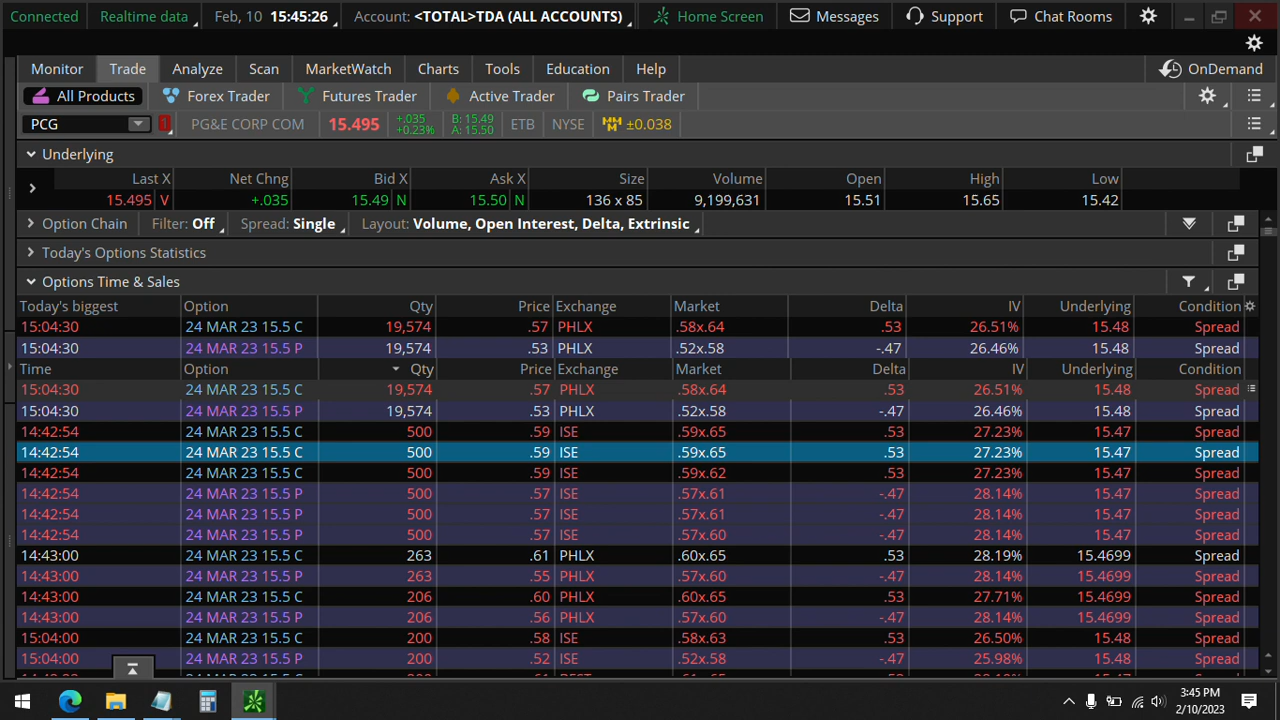 Connected Realtime data Feb, 10 15:45:26 Account: <TOTAL>TDA (ALL ACCOUNTS) Home Screen Messages Support Chat Rooms
Monitor Trade Analyze Scan MarketWatch Charts Tools Education Help OnDemand
All Products Forex Trader Futures Trader Active Trader Pairs Trader
PCG 1 PG&E CORP COM 15.495 +.035 +0.23% B: 15.49 A: 15.50 ETB NYSE ±0.038
Underlying
Last X Net Chng Bid X Ask X Size Volume Open High Low
15.495 V +.035 15.49 N 15.50 N 136 x 85 9,199,631 15.51 15.65 15.42
Option Chain Filter: Off Spread: Single Layout: Volume, Open Interest, Delta, Extrinsic
Today's Options Statistics
Options Time & Sales
Today's biggest Option Qty Price Exchange Market Delta IV Underlying Condition
15:04:30 24 MAR 23 15.5 C 19,574 .57 PHLX .58x.64 .53 26.51% 15.48 Spread
15:04:30 24 MAR 23 15.5 P 19,574 .53 PHLX .52x.58 -.47 26.46% 15.48 Spread
Time Option Qty Price Exchange Market Delta IV Underlying Condition
15:04:30 24 MAR 23 15.5 C 19,574 .57 PHLX .58x.64 .53 26.51% 15.48 Spread
15:04:30 24 MAR 23 15.5 P 19,574 .53 PHLX .52x.58 -.47 26.46% 15.48 Spread
14:42:54 24 MAR 23 15.5 C 500 .59 ISE .59x.65 .53 27.23% 15.47 Spread
14:42:54 24 MAR 23 15.5 C 500 .59 ISE .59x.65 .53 27.23% 15.47 Spread
14:42:54 24 MAR 23 15.5 C 500 .59 ISE .59x.62 .53 27.23% 15.47 Spread
14:42:54 24 MAR 23 15.5 P 500 .57 ISE .57x.61 -.47 28.14% 15.47 Spread
14:42:54 24 MAR 23 15.5 P 500 .57 ISE .57x.61 -.47 28.14% 15.47 Spread
14:42:54 24 MAR 23 15.5 P 500 .57 ISE .57x.60 -.47 28.14% 15.47 Spread
14:43:00 24 MAR 23 15.5 C 263 .61 PHLX .60x.65 .53 28.19% 15.4699 Spread
14:43:00 24 MAR 23 15.5 P 263 .55 PHLX .57x.60 -.47 28.14% 15.4699 Spread
14:43:00 24 MAR 23 15.5 C 206 .60 PHLX .60x.65 .53 27.71% 15.4699 Spread
14:43:00 24 MAR 23 15.5 P 206 .56 PHLX .57x.60 -.47 28.14% 15.4699 Spread
15:04:00 24 MAR 23 15.5 C 200 .58 ISE .58x.63 .53 26.50% 15.48 Spread
15:04:00 24 MAR 23 15.5 P 200 .52 ISE .52x.58 -.47 25.98% 15.48 Spread
3:45 PM
2/10/2023